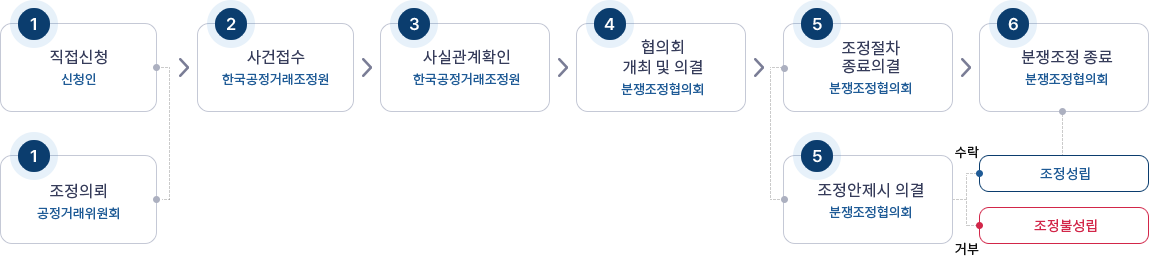 1
직접신청
신청인
1
조정의뢰
공정거래위원회
2
사건접수
한국공정거래조정원
3
사실관계확인
한국공정거래조정원
4
협의회
개최 및 의결
분쟁조정협의회
5
조정절차
종료의결
분쟁조정협의회
5
조정안제시 의결
분쟁조정협의회
6
분쟁조정 종료
분쟁조정협의회
수락
조정성립
조정불성립
거부